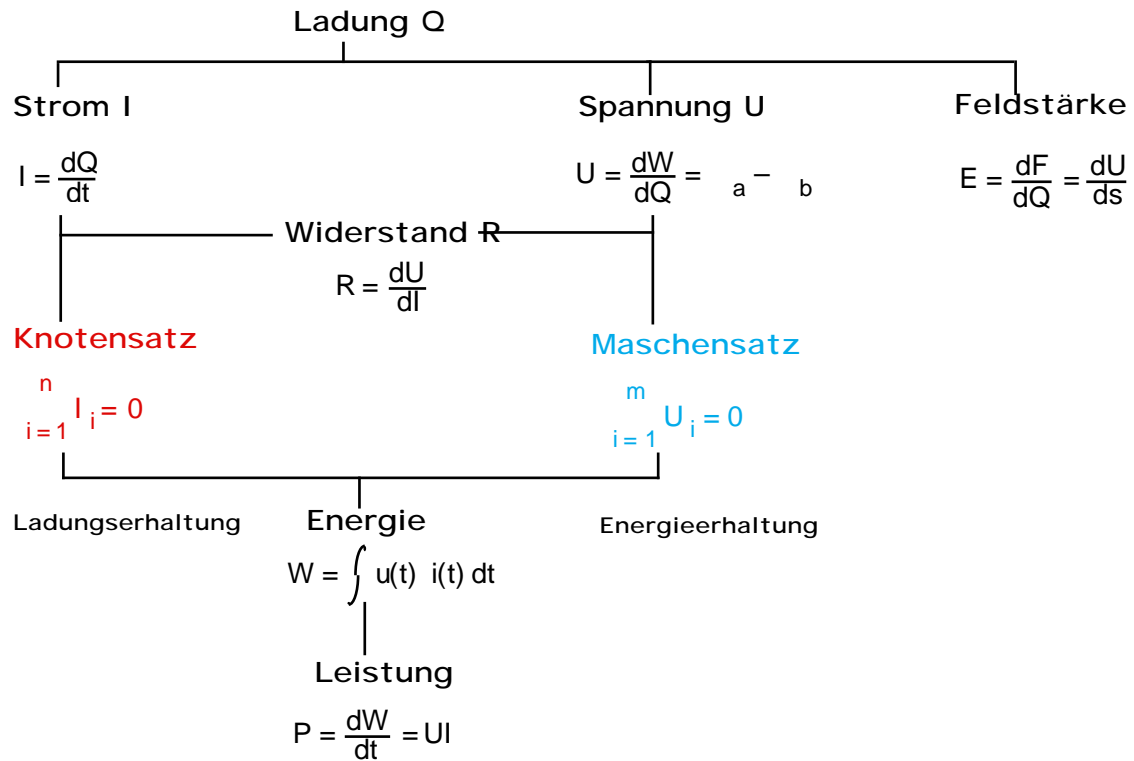 Ladung Q
Strom I
Spannung U
Feldstärke
I = dQ/dt
U = dW/dQ = a − b
E = dF/dQ = dU/ds
Widerstand R
R = dU/dI
Knotensatz
Maschensatz
n
i = 1 I i = 0
m
i = 1 U i = 0
Ladungserhaltung
Energie
Energieerhaltung
W = ∫ u(t) i(t) dt
Leistung
P = dW/dt = UI